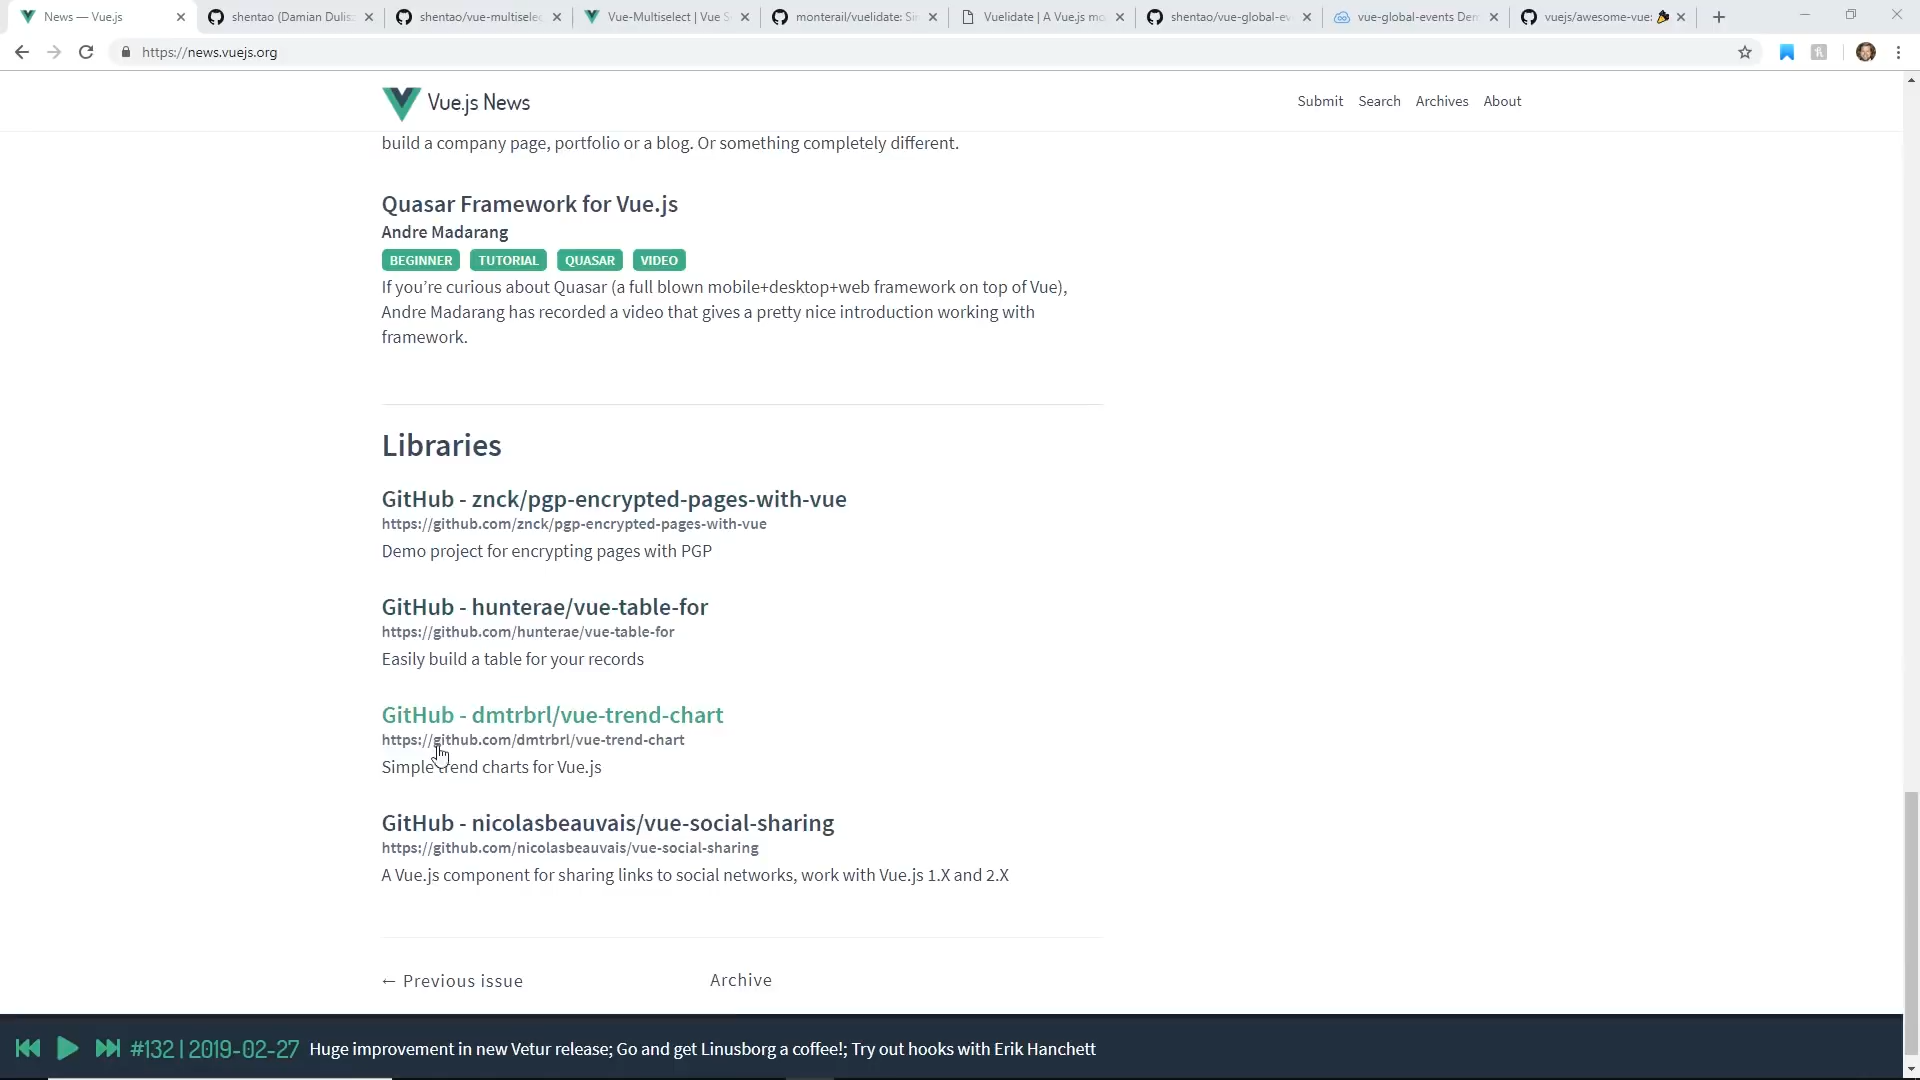 News — Vue.js
shentao (Damian Dulis
shentao/vue-multiselec
Vue-Multiselect | Vue S
monterail/vuelidate: Sim
Vuelidate | A Vue.js mo
shentao/vue-global-ev
vue-global-events Dem
vuejs/awesome-vue:
https://news.vuejs.org
Vue.js News
Submit Search Archives About
build a company page, portfolio or a blog. Or something completely different.
Quasar Framework for Vue.js
Andre Madarang
BEGINNER TUTORIAL QUASAR VIDEO
If you’re curious about Quasar (a full blown mobile+desktop+web framework on top of Vue),
Andre Madarang has recorded a video that gives a pretty nice introduction working with
framework.
Libraries
GitHub - znck/pgp-encrypted-pages-with-vue
https://github.com/znck/pgp-encrypted-pages-with-vue
Demo project for encrypting pages with PGP
GitHub - hunterae/vue-table-for
https://github.com/hunterae/vue-table-for
Easily build a table for your records
GitHub - dmtrbrl/vue-trend-chart
https://github.com/dmtrbrl/vue-trend-chart
Simple trend charts for Vue.js
GitHub - nicolasbeauvais/vue-social-sharing
https://github.com/nicolasbeauvais/vue-social-sharing
A Vue.js component for sharing links to social networks, work with Vue.js 1.X and 2.X
← Previous issue
Archive
#132 | 2019-02-27 Huge improvement in new Vetur release; Go and get Linusborg a coffee!; Try out hooks with Erik Hanchett